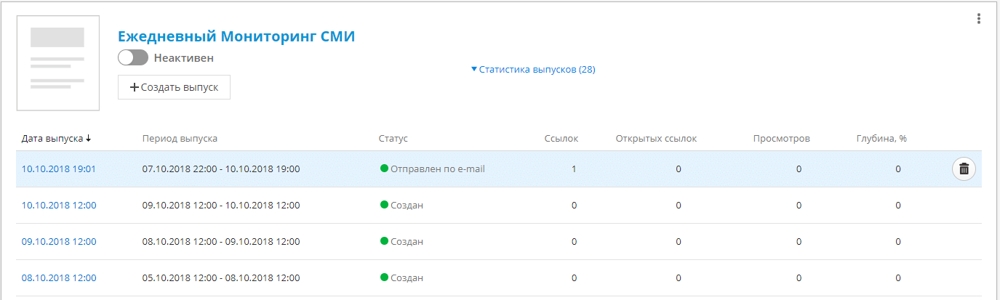 Ежедневный Мониторинг СМИ
Неактивен
Статистика выпусков (28)
+ Создать выпуск
Дата выпуска Период выпуска Статус Ссылок Открытых ссылок Просмотров Глубина, %
10.10.2018 19:01 07.10.2018 22:00 - 10.10.2018 19:00 Отправлен по e-mail 1 0 0 0
10.10.2018 12:00 09.10.2018 12:00 - 10.10.2018 12:00 Создан 0 0 0 0
09.10.2018 12:00 08.10.2018 12:00 - 09.10.2018 12:00 Создан 0 0 0 0
08.10.2018 12:00 05.10.2018 12:00 - 08.10.2018 12:00 Создан 0 0 0 0